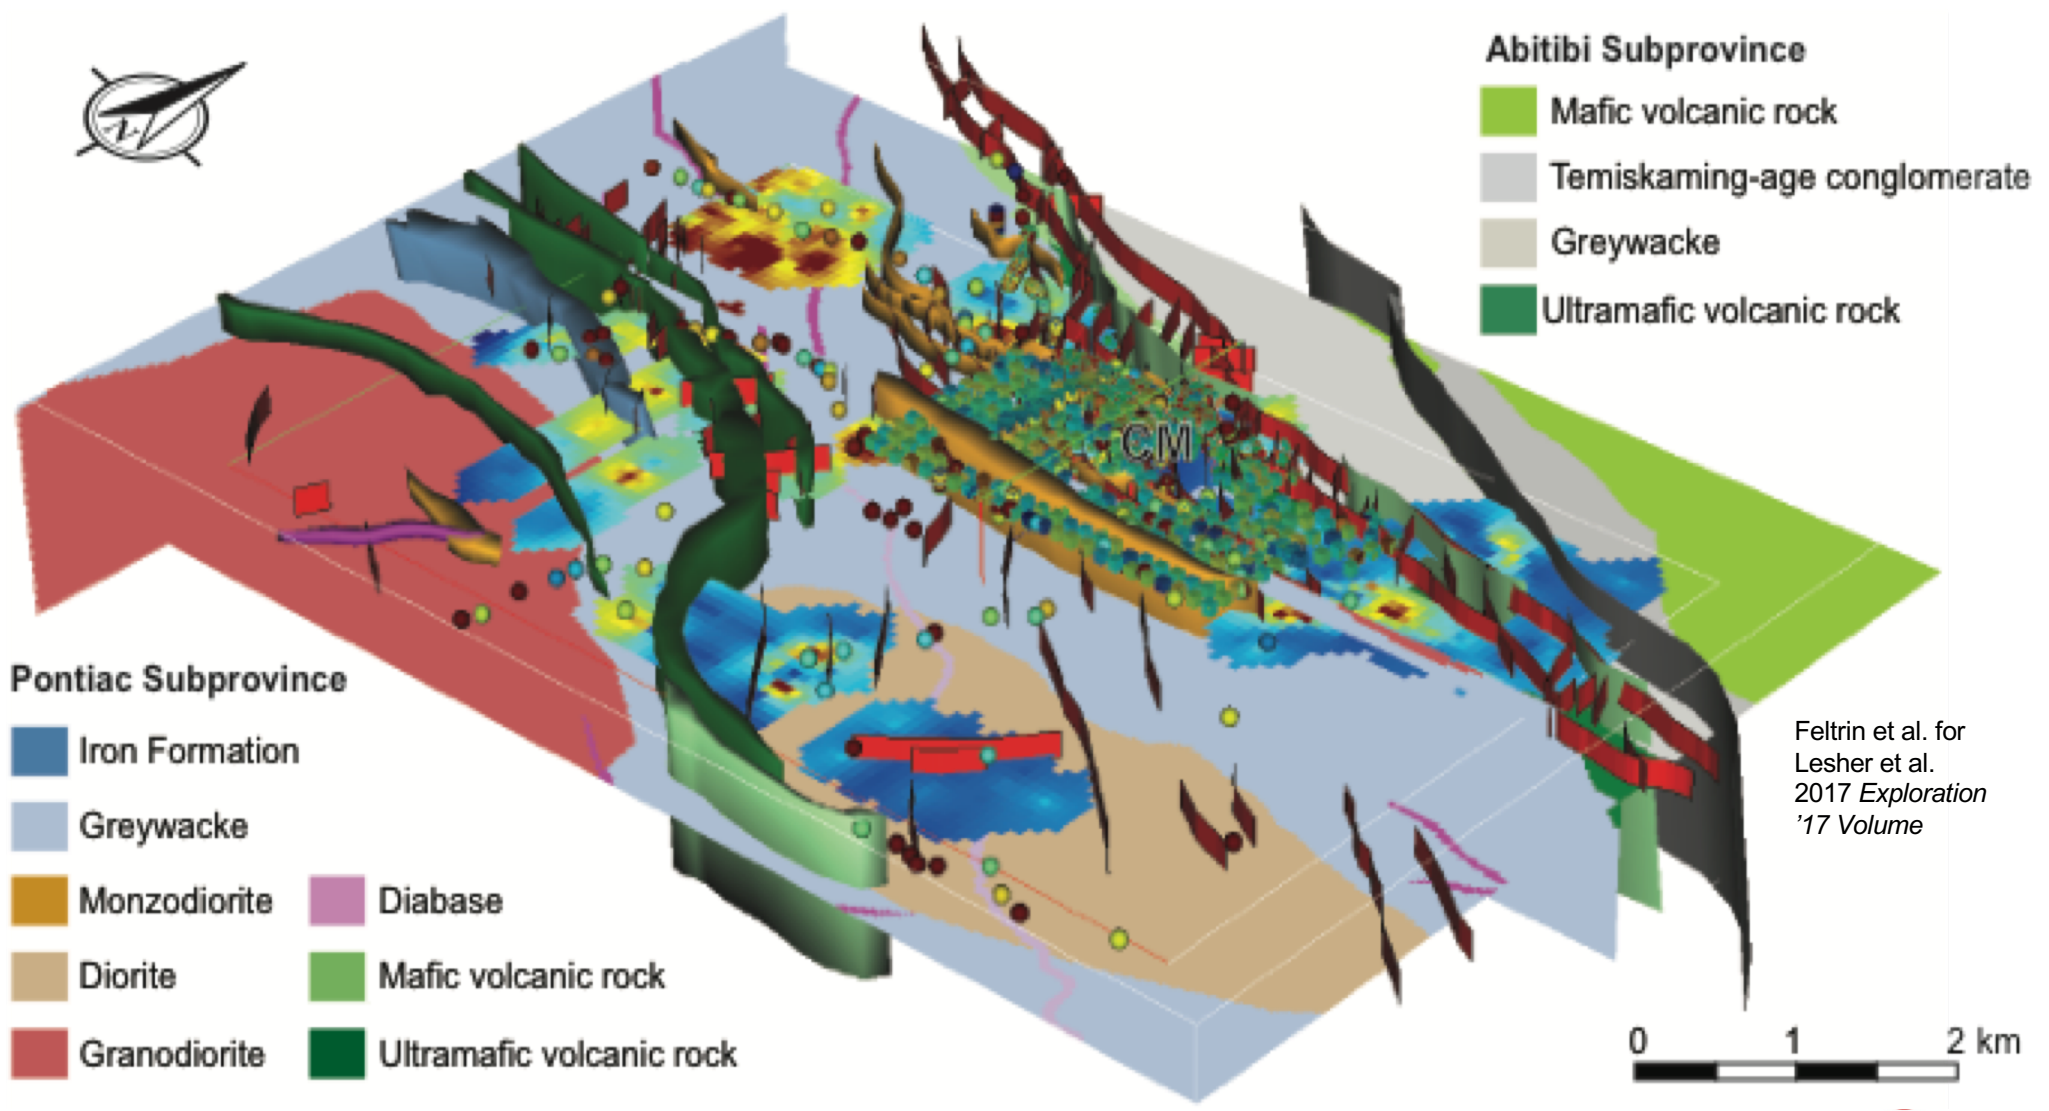 N
Abitibi Subprovince
Mafic volcanic rock
Temiskaming-age conglomerate
Greywacke
Ultramafic volcanic rock
CM
Pontiac Subprovince
Iron Formation
Greywacke
Monzodiorite
Diorite
Granodiorite
Diabase
Mafic volcanic rock
Ultramafic volcanic rock
Feltrin et al. for
Lesher et al.
2017 Exploration
'17 Volume
0 1 2 km